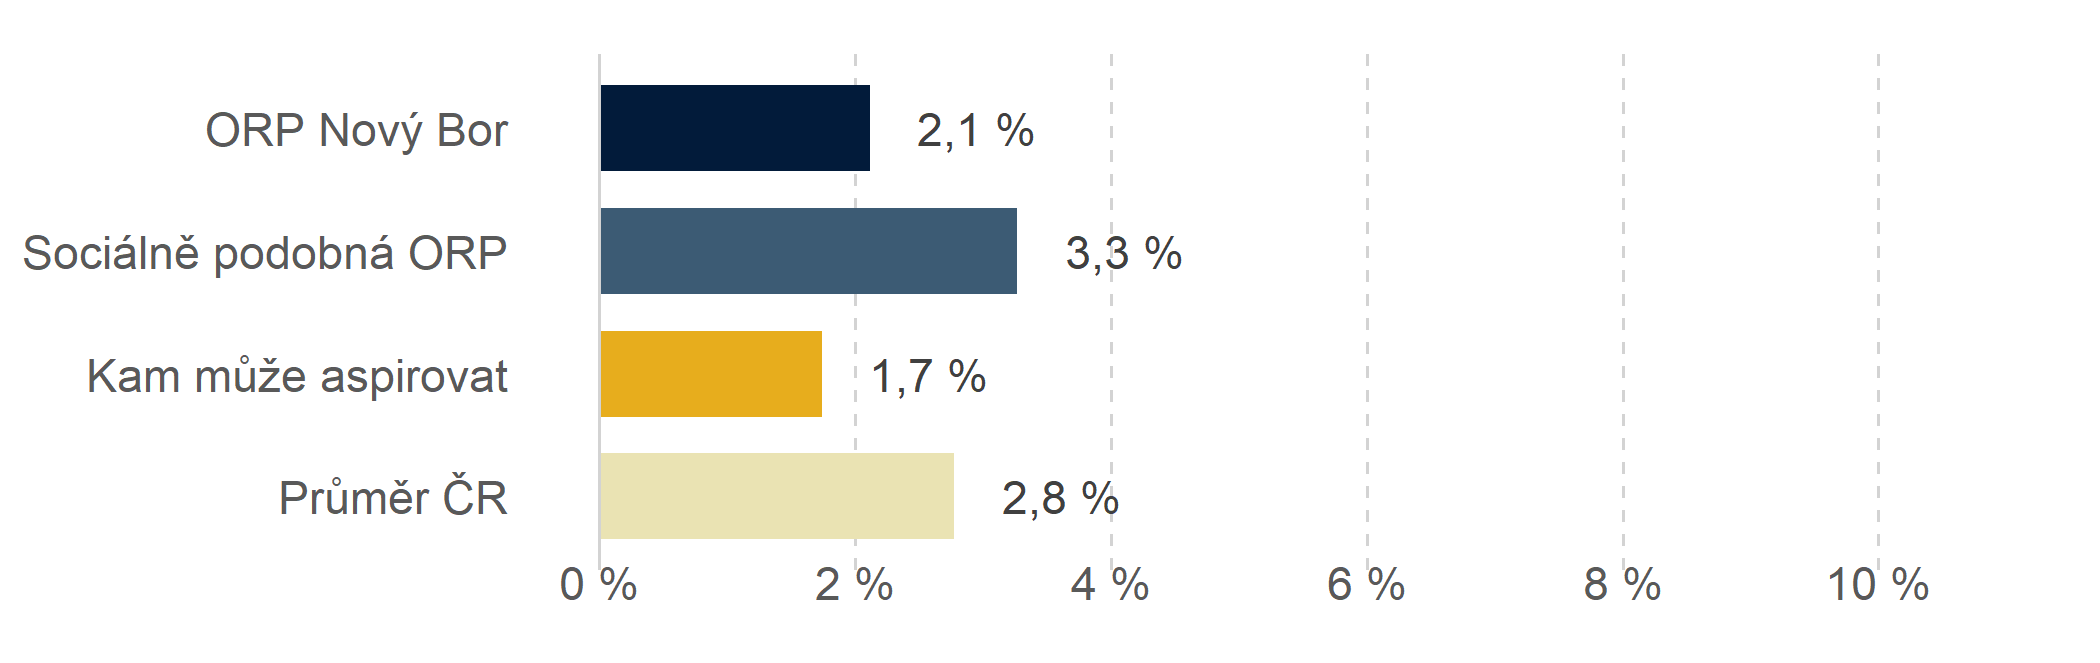 ORP Nový Bor 2,1 %
Sociálně podobná ORP 3,3 %
Kam může aspirovat 1,7 %
Průměr ČR 2,8 %
0 % 2 % 4 % 6 % 8 % 10 %